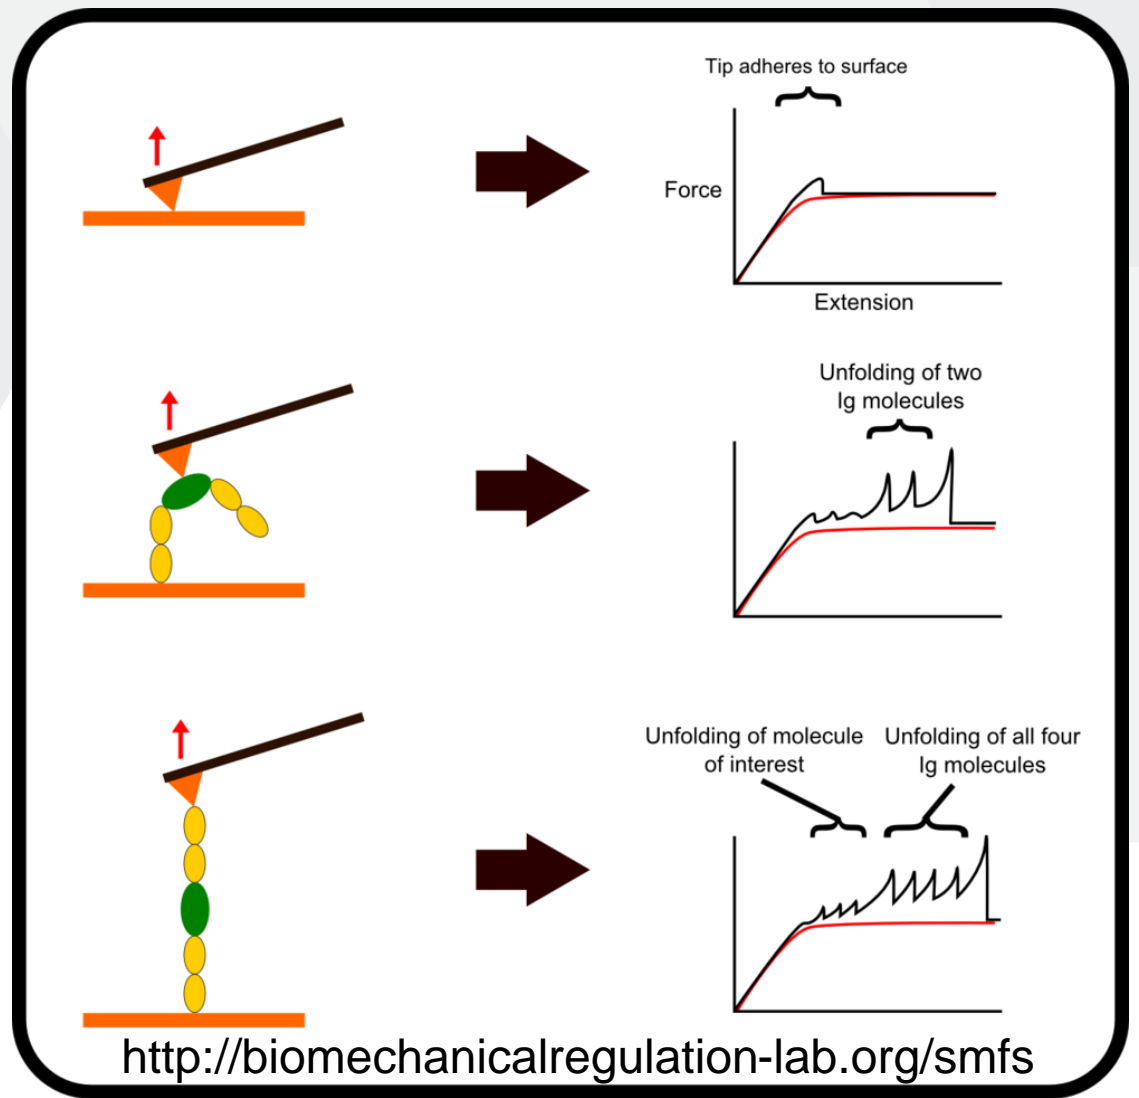 Tip adheres to surface
Force
Extension
Unfolding of two
Ig molecules
Unfolding of molecule
of interest
Unfolding of all four
Ig molecules
http://biomechanicalregulation-lab.org/smfs